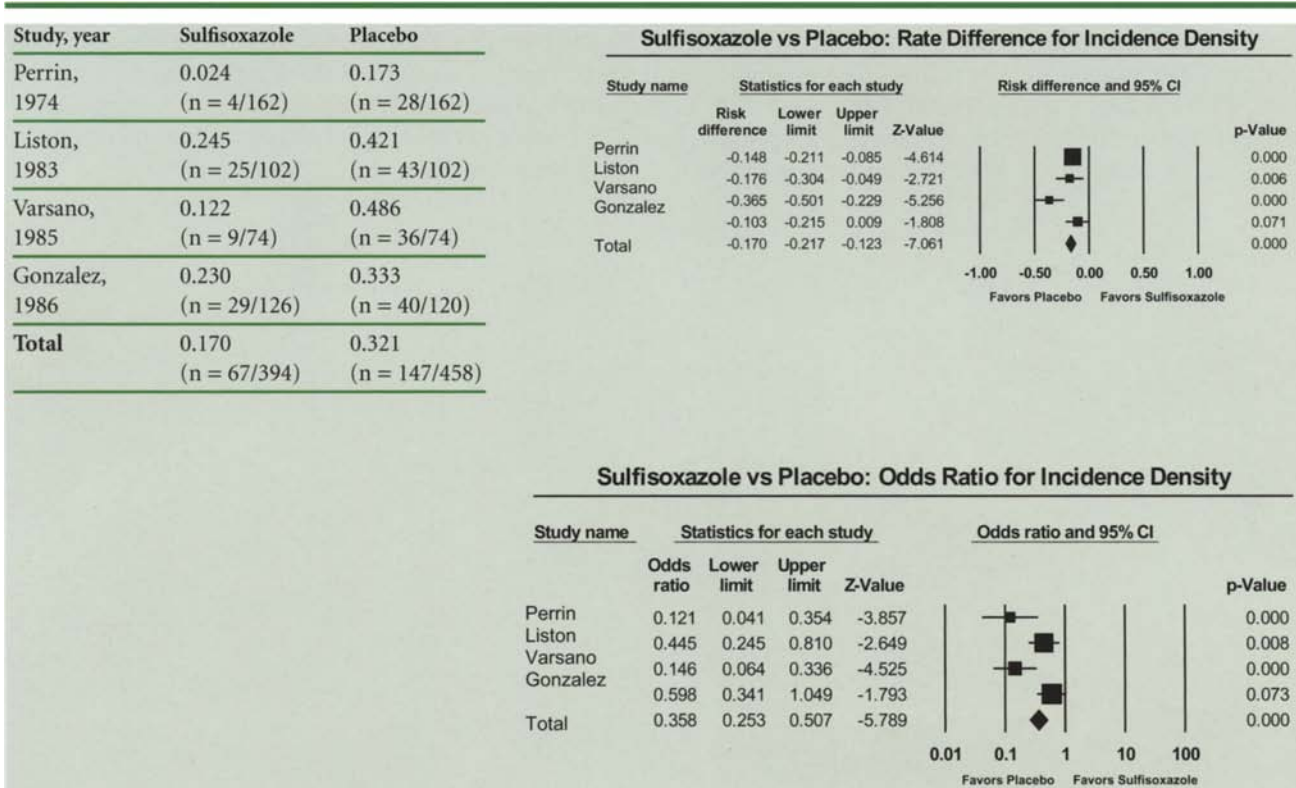 Study, year Sulfisoxazole Placebo
Perrin, 0.024 0.173
1974 (n = 4/162) (n = 28/162)
Liston, 0.245 0.421
1983 (n = 25/102) (n = 43/102)
Varsano, 0.122 0.486
1985 (n = 9/74) (n = 36/74)
Gonzalez, 0.230 0.333
1986 (n = 29/126) (n = 40/120)
Total 0.170 0.321
(n = 67/394) (n = 147/458)
Sulfisoxazole vs Placebo: Rate Difference for Incidence Density
Study name Statistics for each study Risk difference and 95% CI
Risk Lower Upper
difference limit limit Z-Value p-Value
Perrin -0.148 -0.211 -0.085 -4.614 0.000
Liston -0.176 -0.304 -0.049 -2.721 0.006
Varsano -0.365 -0.501 -0.229 -5.256 0.000
Gonzalez -0.103 -0.215 0.009 -1.808 0.071
Total -0.170 -0.217 -0.123 -7.061 0.000
-1.00 -0.50 0.00 0.50 1.00
Favors Placebo Favors Sulfisoxazole
Sulfisoxazole vs Placebo: Odds Ratio for Incidence Density
Study name Statistics for each study Odds ratio and 95% CI
Odds Lower Upper
ratio limit limit Z-Value p-Value
Perrin 0.121 0.041 0.354 -3.857 0.000
Liston 0.445 0.245 0.810 -2.649 0.008
Varsano 0.146 0.064 0.336 -4.525 0.000
Gonzalez 0.598 0.341 1.049 -1.793 0.073
Total 0.358 0.253 0.507 -5.789 0.000
0.01 0.1 1 10 100
Favors Placebo Favors Sulfisoxazole